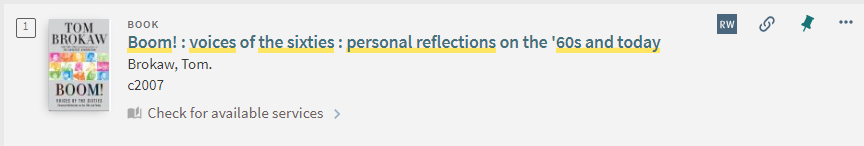 1
BOOK
RW
Boom! : voices of the sixties : personal reflections on the '60s and today
Brokaw, Tom.
c2007
Check for available services
TOM
BROKAW
BOOM!
VOICES OF THE SIXTIES